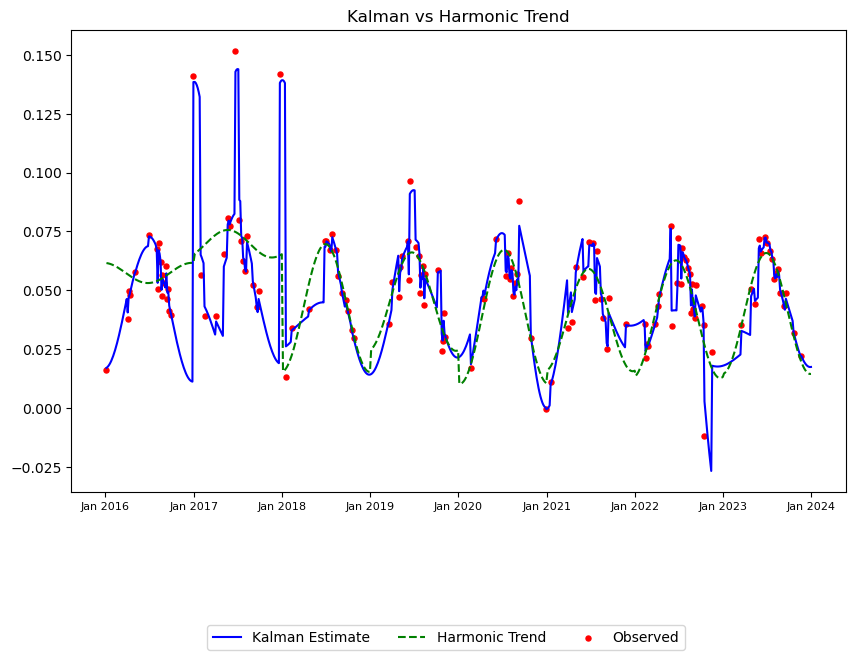 Kalman vs Harmonic Trend
0.150
0.125
0.100
0.075
0.050
0.025
0.000
−0.025
Jan 2016 Jan 2017 Jan 2018 Jan 2019 Jan 2020 Jan 2021 Jan 2022 Jan 2023 Jan 2024
Kalman Estimate Harmonic Trend Observed